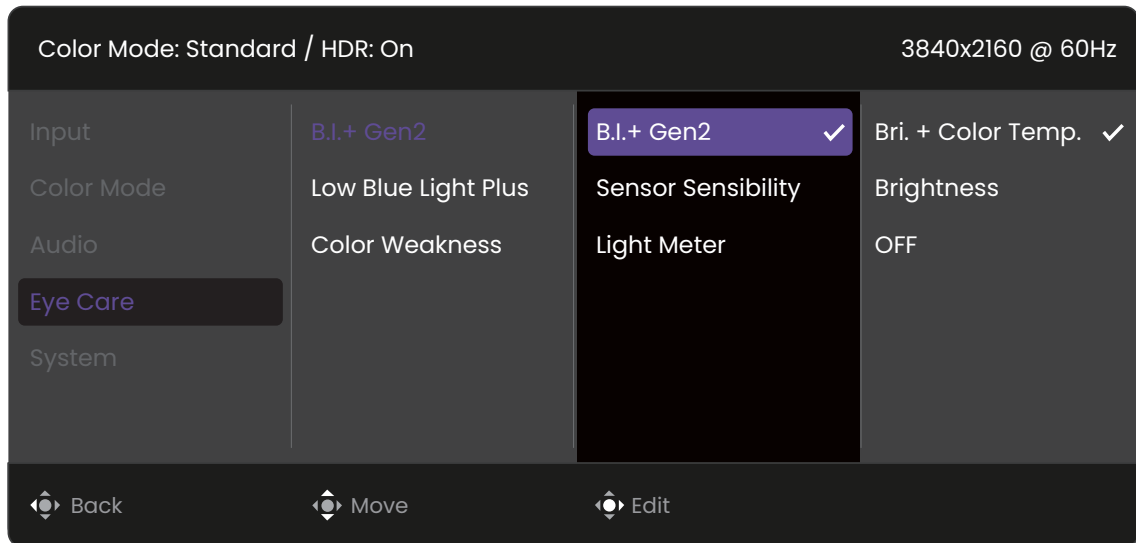 Color Mode: Standard / HDR: On
3840x2160 @ 60Hz
Input
Color Mode
Audio
Eye Care
System
B.I.+ Gen2
Low Blue Light Plus
Color Weakness
B.I.+ Gen2
Sensor Sensibility
Light Meter
Bri. + Color Temp.
Brightness
OFF
Back
Move
Edit